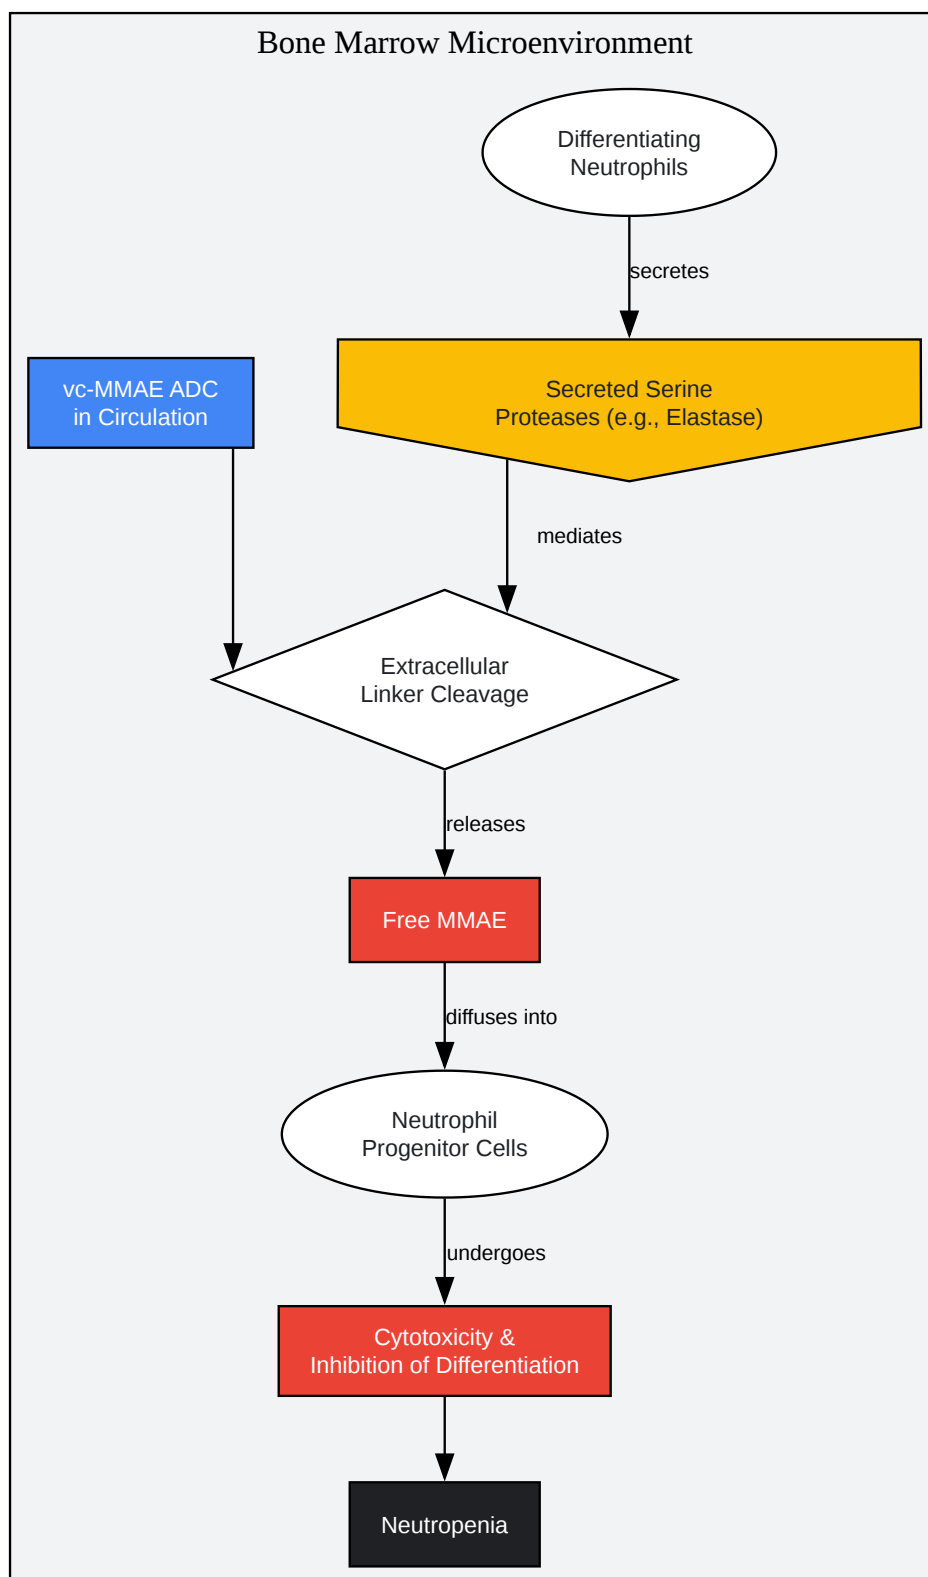 Bone Marrow Microenvironment
Differentiating
Neutrophils
secretes
vc-MMAE ADC
in Circulation
Secreted Serine
Proteases (e.g., Elastase)
mediates
Extracellular
Linker Cleavage
releases
Free MMAE
diffuses into
Neutrophil
Progenitor Cells
undergoes
Cytotoxicity &
Inhibition of Differentiation
Neutropenia